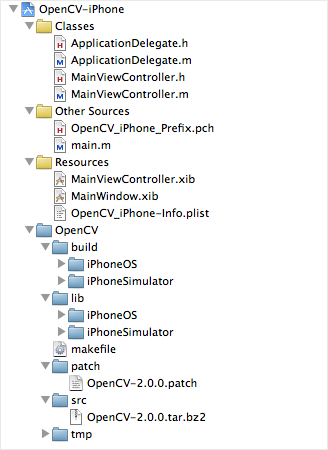 OpenCV-iPhone
Classes
ApplicationDelegate.h
ApplicationDelegate.m
MainViewController.h
MainViewController.m
Other Sources
OpenCV_iPhone_Prefix.pch
main.m
Resources
MainViewController.xib
MainWindow.xib
OpenCV_iPhone-Info.plist
OpenCV
build
iPhoneOS
iPhoneSimulator
lib
iPhoneOS
iPhoneSimulator
makefile
patch
OpenCV-2.0.0.patch
src
OpenCV-2.0.0.tar.bz2
tmp